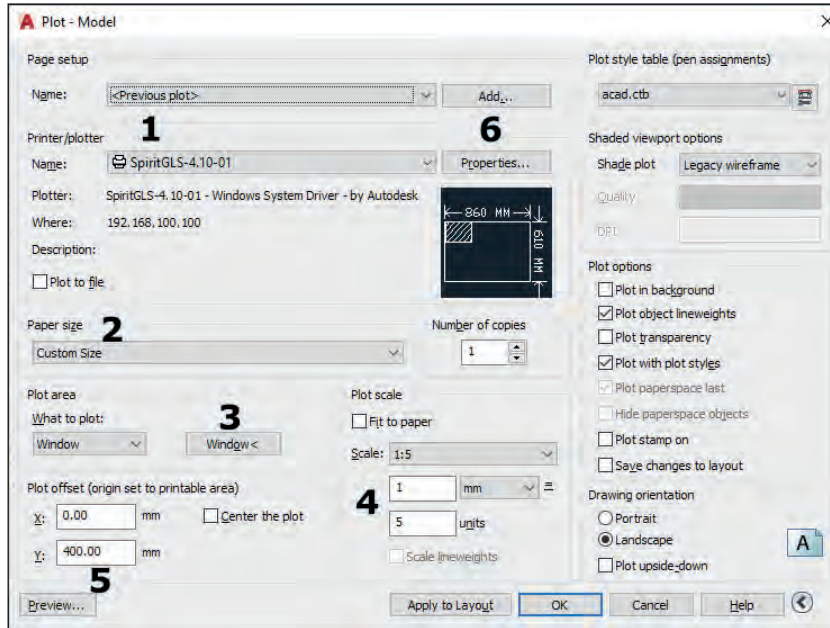 Plot - Model
Page setup
Name: <Previous plot> Add...
1 6
Printer/plotter
Name: SpiritGLS-4.10-01 Properties...
Plotter: SpiritGLS-4.10-01 - Windows System Driver - by Autodesk
Where: 192.168.100.100
Description:
Plot to file
860 MM
610 MM
Paper size 2
Custom Size
Number of copies
1
Plot area
What to plot:
3
Window Window<
Plot offset (origin set to printable area)
X: 0.00 mm Center the plot
Y: 400.00 mm
5
Preview...
Plot scale
Fit to paper
Scale: 1:5
1 mm =
4
5 units
Scale lineweights
Plot style table (pen assignments)
acad.ctb
Shaded viewport options
Shade plot Legacy wireframe
Quality
DPI
Plot options
Plot in background
Plot object lineweights
Plot transparency
Plot with plot styles
Plot paperspace last
Hide paperspace objects
Plot stamp on
Save changes to layout
Drawing orientation
Portrait
Landscape
Plot upside-down
A
Apply to Layout OK Cancel Help